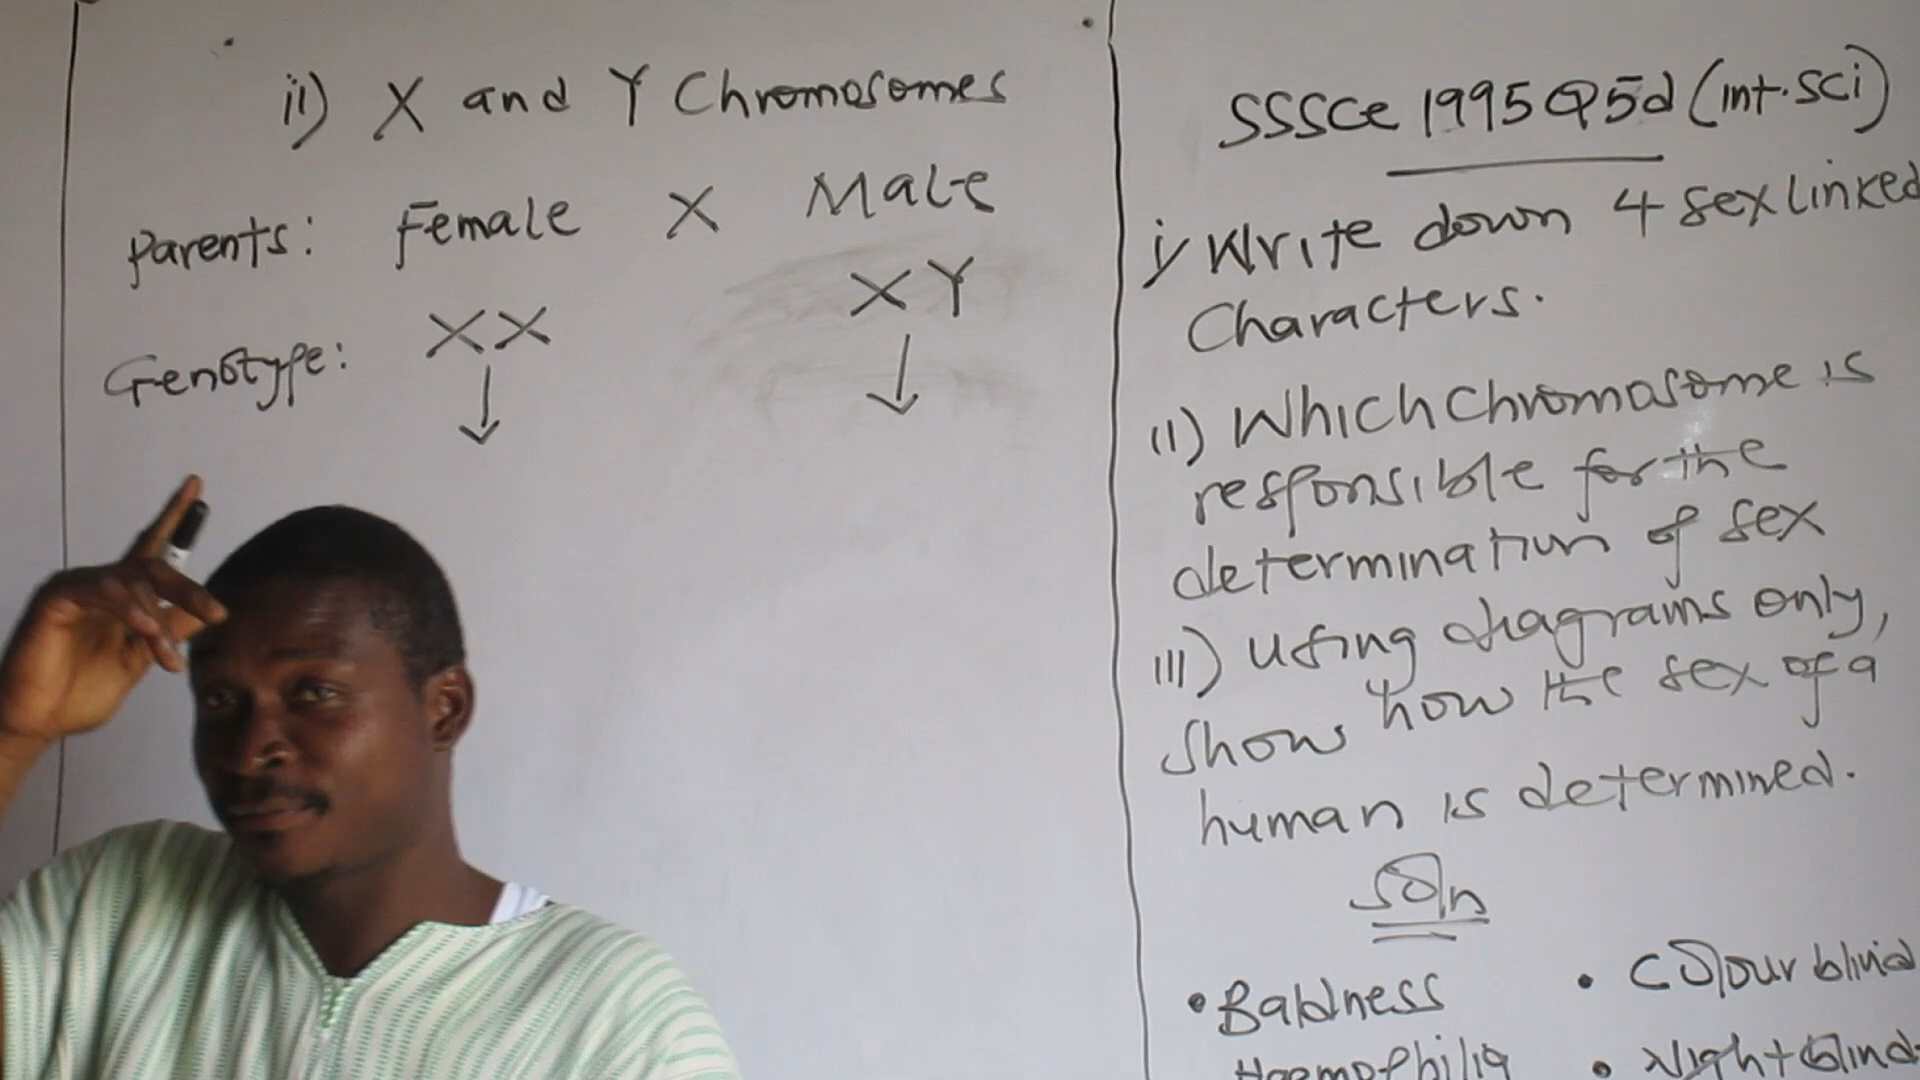 ii) X and Y Chromosomes
Parents: Female X Male
Genotype: XX XY
SSSCE 1995 Q5d (int. sci)
i) Write down 4 sex linked
Characters.
(ii) Which Chromosome is
responsible for the
determination of sex
iii) Using diagrams only,
show how the sex of a
human is determined.
Soln
• Baldness • Colour blind
Haemophilia • Night blind